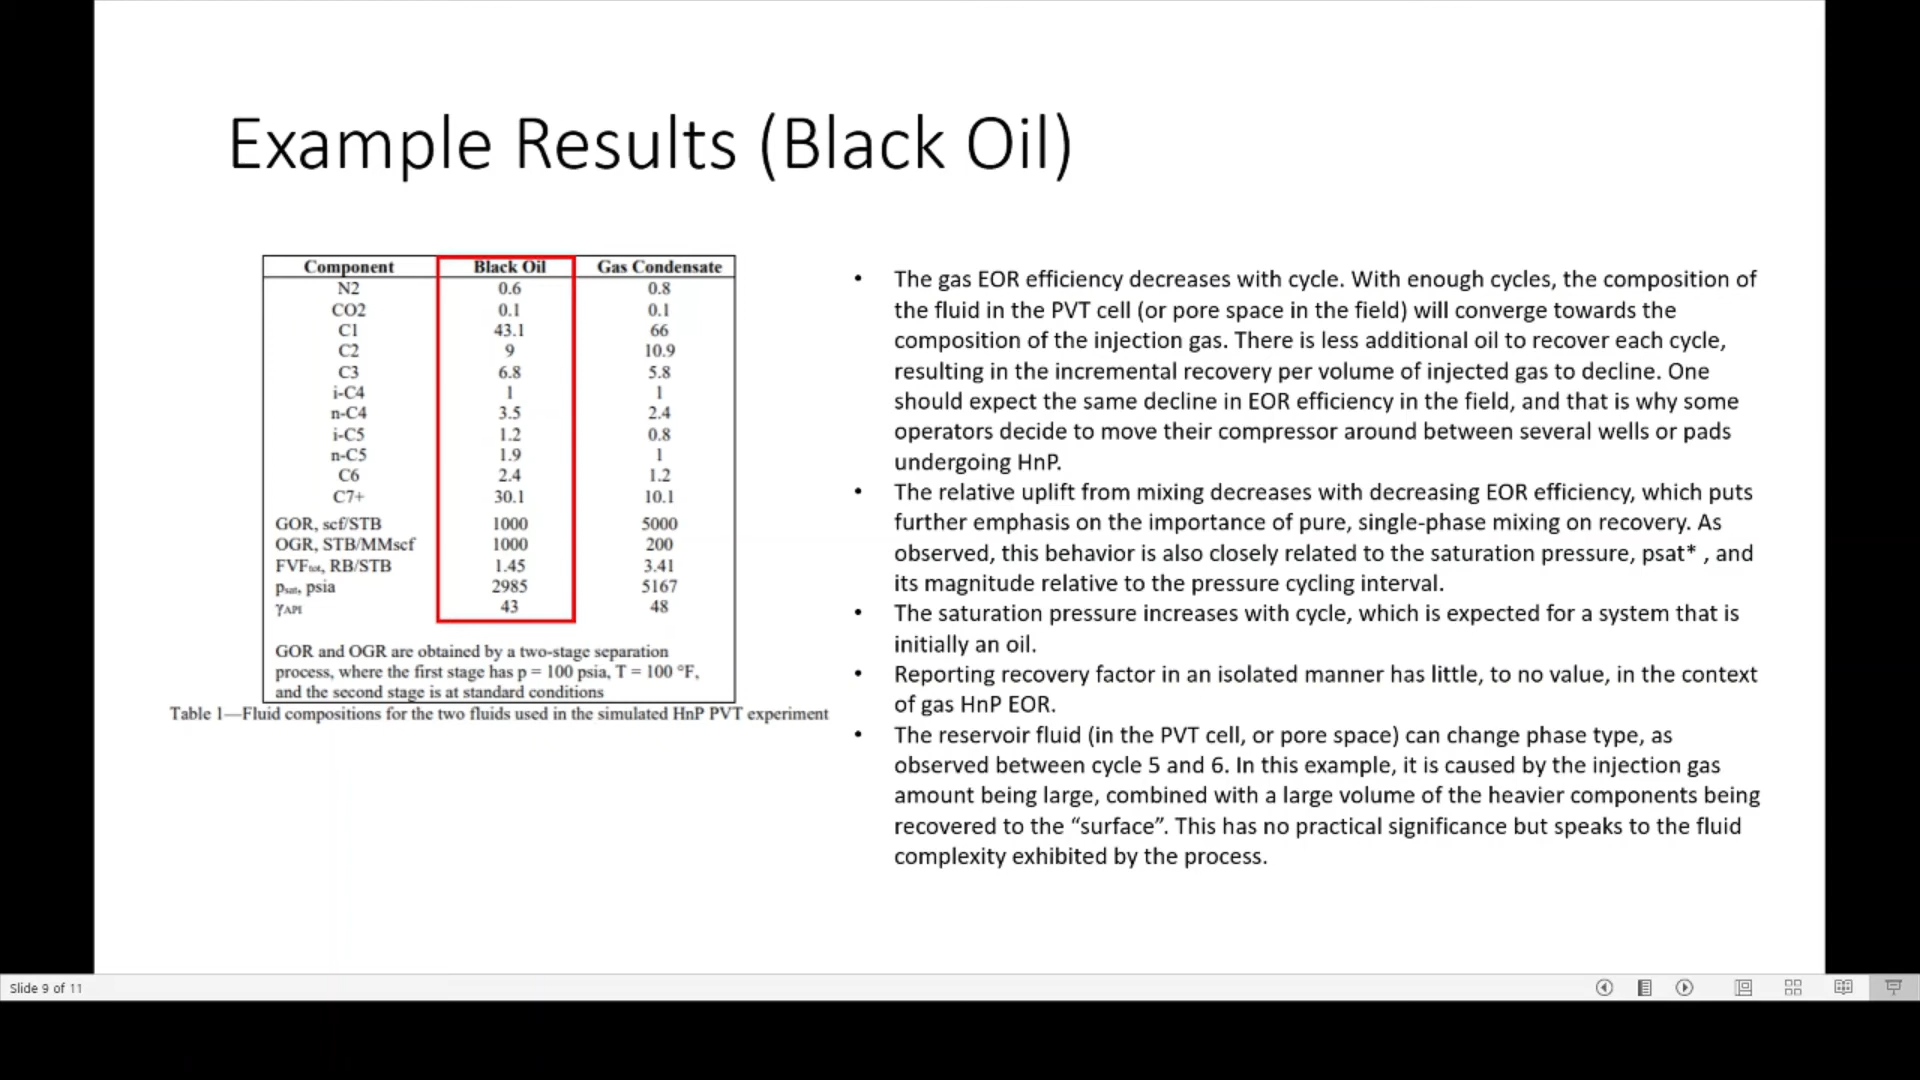 Example Results (Black Oil)
Component Black Oil Gas Condensate
N2 0.6 0.8
CO2 0.1 0.1
C1 43.1 66
C2 9 10.9
C3 6.8 5.8
i-C4 1 1
n-C4 3.5 2.4
i-C5 1.2 0.8
n-C5 1.9 1
C6 2.4 1.2
C7+ 30.1 10.1
GOR, scf/STB 1000 5000
OGR, STB/MMscf 1000 200
FVFtot, RB/STB 1.45 3.41
psat, psia 2985 5167
γAPI 43 48
GOR and OGR are obtained by a two-stage separation
process, where the first stage has p = 100 psia, T = 100 °F,
and the second stage is at standard conditions
Table 1—Fluid compositions for the two fluids used in the simulated HnP PVT experiment
• The gas EOR efficiency decreases with cycle. With enough cycles, the composition of
the fluid in the PVT cell (or pore space in the field) will converge towards the
composition of the injection gas. There is less additional oil to recover each cycle,
resulting in the incremental recovery per volume of injected gas to decline. One
should expect the same decline in EOR efficiency in the field, and that is why some
operators decide to move their compressor around between several wells or pads
undergoing HnP.
• The relative uplift from mixing decreases with decreasing EOR efficiency, which puts
further emphasis on the importance of pure, single-phase mixing on recovery. As
observed, this behavior is also closely related to the saturation pressure, psat* , and
its magnitude relative to the pressure cycling interval.
• The saturation pressure increases with cycle, which is expected for a system that is
initially an oil.
• Reporting recovery factor in an isolated manner has little, to no value, in the context
of gas HnP EOR.
• The reservoir fluid (in the PVT cell, or pore space) can change phase type, as
observed between cycle 5 and 6. In this example, it is caused by the injection gas
amount being large, combined with a large volume of the heavier components being
recovered to the “surface”. This has no practical significance but speaks to the fluid
complexity exhibited by the process.
Slide 9 of 11